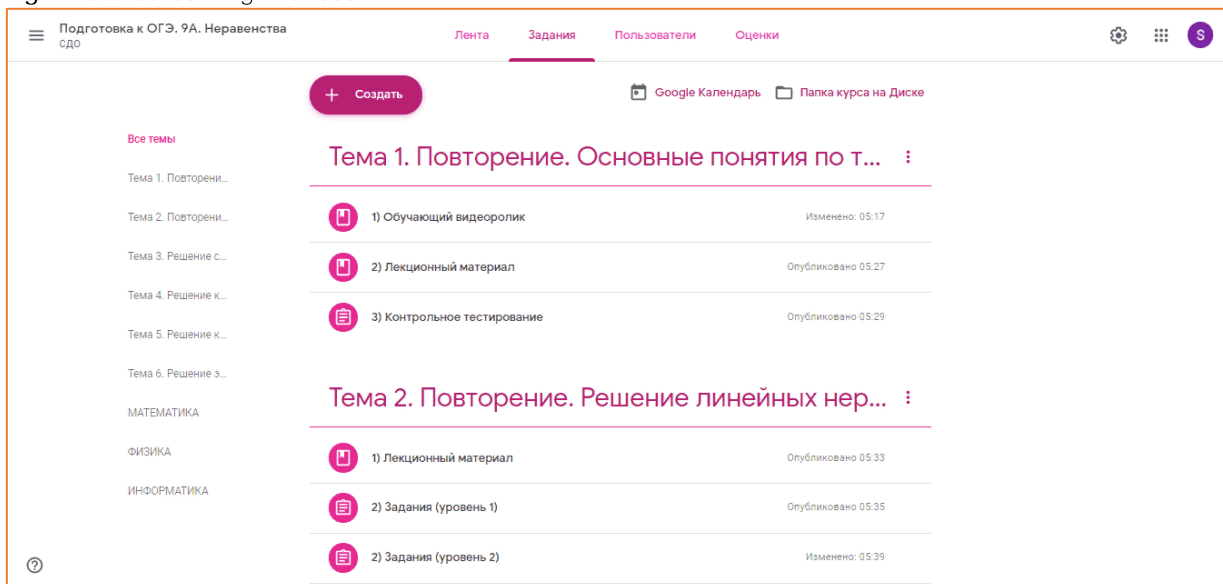 Подготовка к ОГЭ. 9А. Неравенства
СДО
Лента Задания Пользователи Оценки
S
Создать
Google Календарь Папка курса на Диске
Все темы
Тема 1. Повторени...
Тема 2. Повторени...
Тема 3. Решение с...
Тема 4. Решение к...
Тема 5. Решение к...
Тема 6. Решение э...
МАТЕМАТИКА
ФИЗИКА
ИНФОРМАТИКА
Тема 1. Повторение. Основные понятия по т...
1) Обучающий видеоролик Изменено: 05:17
2) Лекционный материал Опубликовано 05:27
3) Контрольное тестирование Опубликовано 05:29
Тема 2. Повторение. Решение линейных нер...
1) Лекционный материал Опубликовано 05:33
2) Задания (уровень 1) Опубликовано 05:35
2) Задания (уровень 2) Изменено: 05:39